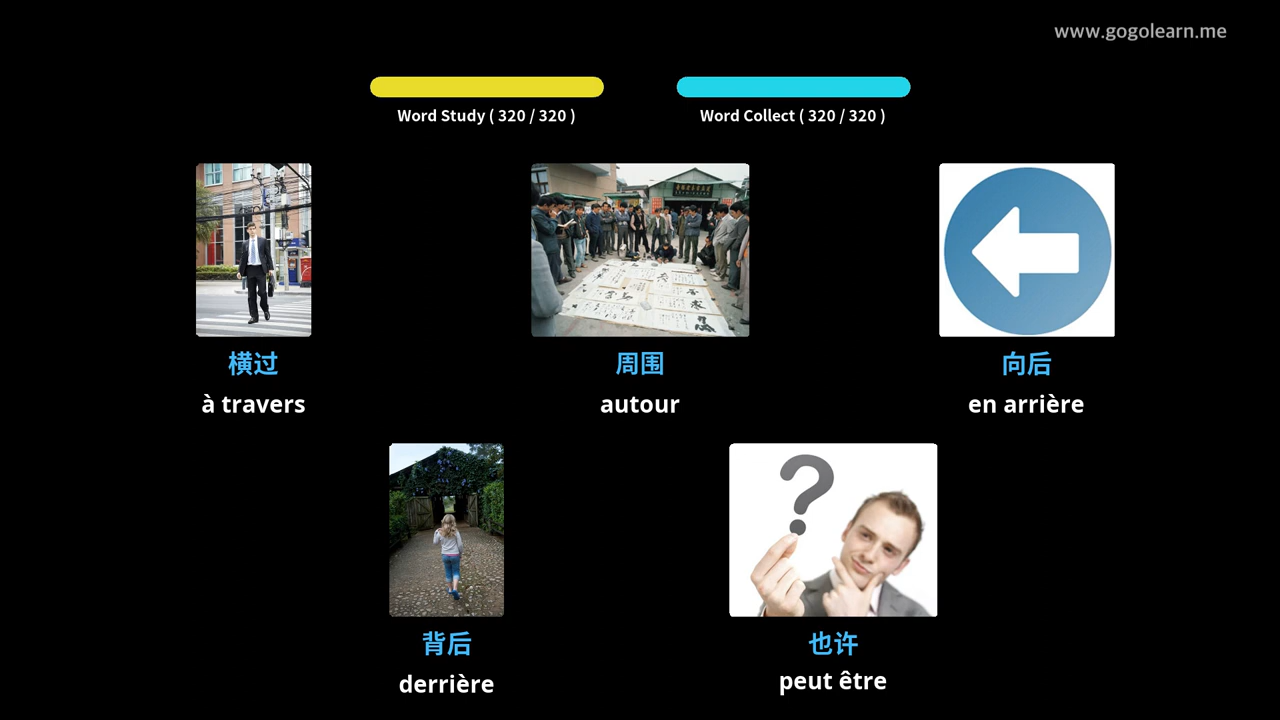 www.gogolearn.me
Word Study ( 320 / 320 )
Word Collect ( 320 / 320 )
横过
周围
向后
à travers
autour
en arrière
背后
也许
derrière
peut être